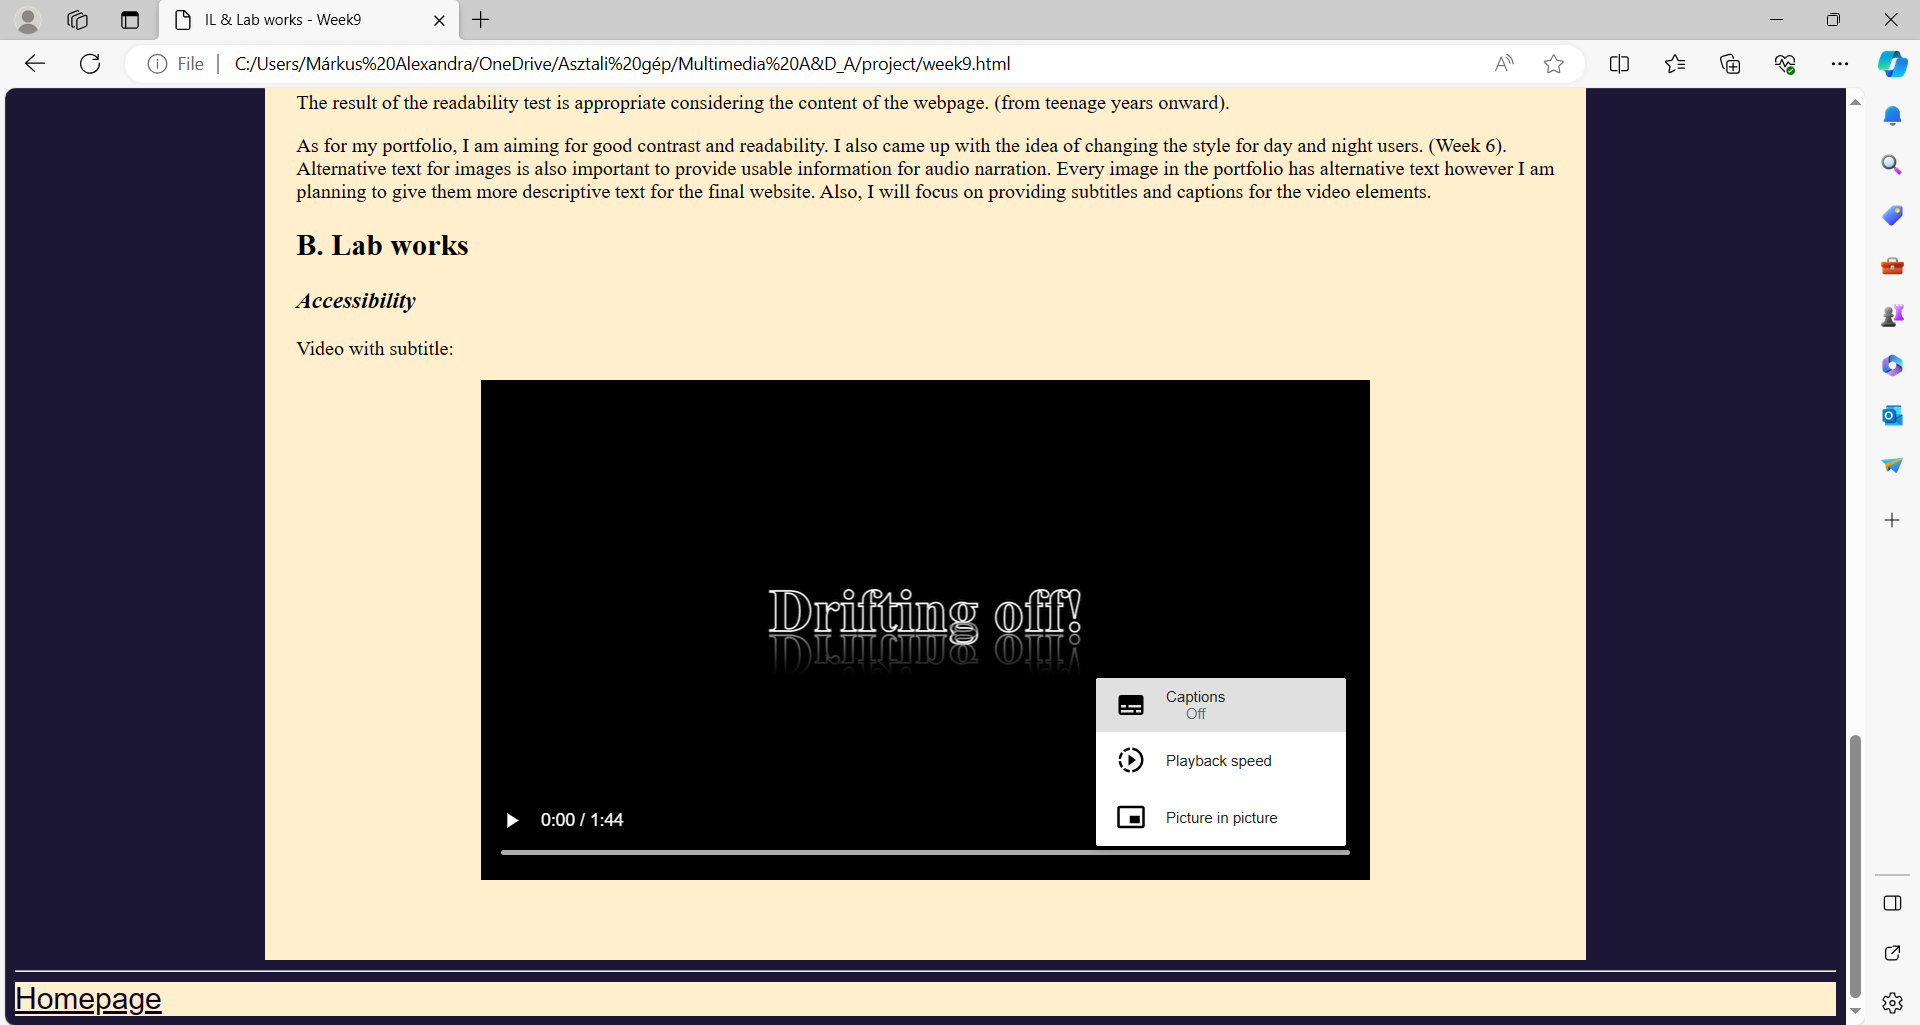 IL & Lab works - Week9
File
C:/Users/Márkus%20Alexandra/OneDrive/Asztali%20gép/Multimedia%20A&D_A/project/week9.html
The result of the readability test is appropriate considering the content of the webpage. (from teenage years onward).
As for my portfolio, I am aiming for good contrast and readability. I also came up with the idea of changing the style for day and night users. (Week 6).
Alternative text for images is also important to provide usable information for audio narration. Every image in the portfolio has alternative text however I am
planning to give them more descriptive text for the final website. Also, I will focus on providing subtitles and captions for the video elements.
B. Lab works
Accessibility
Video with subtitle:
Drifting off!
Captions
Off
Playback speed
Picture in picture
0:00 / 1:44
Homepage